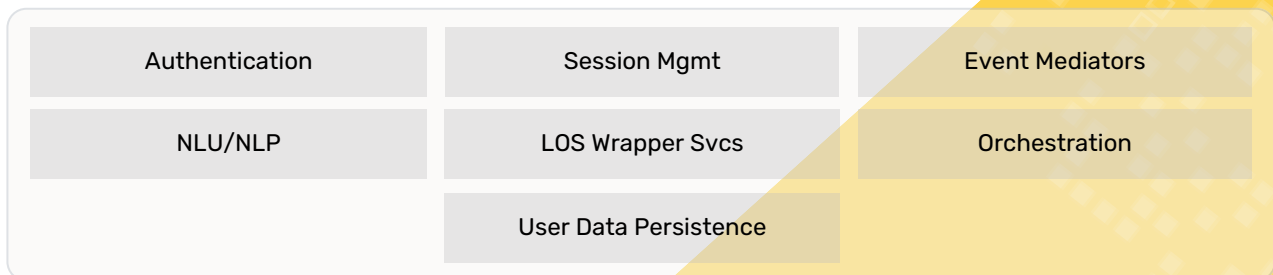 Authentication
Session Mgmt
Event Mediators
NLU/NLP
LOS Wrapper Svcs
Orchestration
User Data Persistence